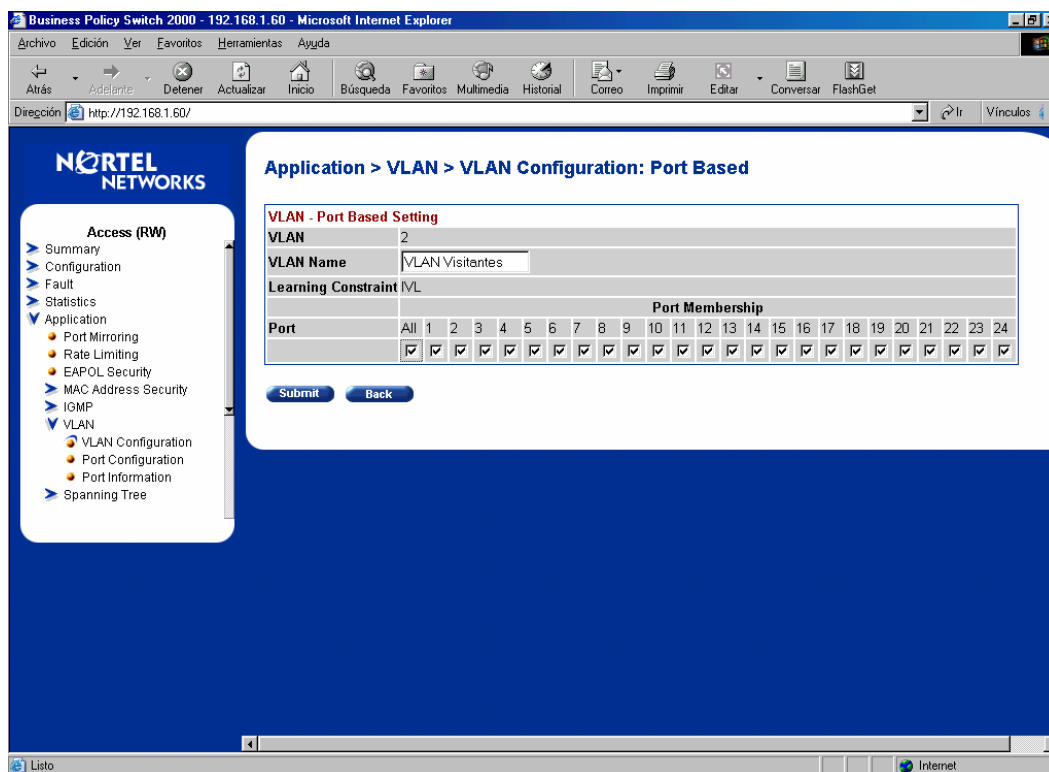 Business Policy Switch 2000 - 192.168.1.60 - Microsoft Internet Explorer
Archivo Edición Ver Favoritos Herramientas Ayuda
Atrás Adelante Detener Actualizar Inicio Búsqueda Favoritos Multimedia Historial Correo Imprimir Editar Conversar FlashGet
Dirección http://192.168.1.60/ Ir Vínculos
NORTEL
NETWORKS
Access (RW)
Summary
Configuration
Fault
Statistics
Application
Port Mirroring
Rate Limiting
EAPOL Security
MAC Address Security
IGMP
VLAN
VLAN Configuration
Port Configuration
Port Information
Spanning Tree
Application > VLAN > VLAN Configuration: Port Based
VLAN - Port Based Setting
VLAN 2
VLAN Name VLAN Visitantes
Learning Constraint IVL
Port Membership
Port All 1 2 3 4 5 6 7 8 9 10 11 12 13 14 15 16 17 18 19 20 21 22 23 24
Submit Back
Listo Internet